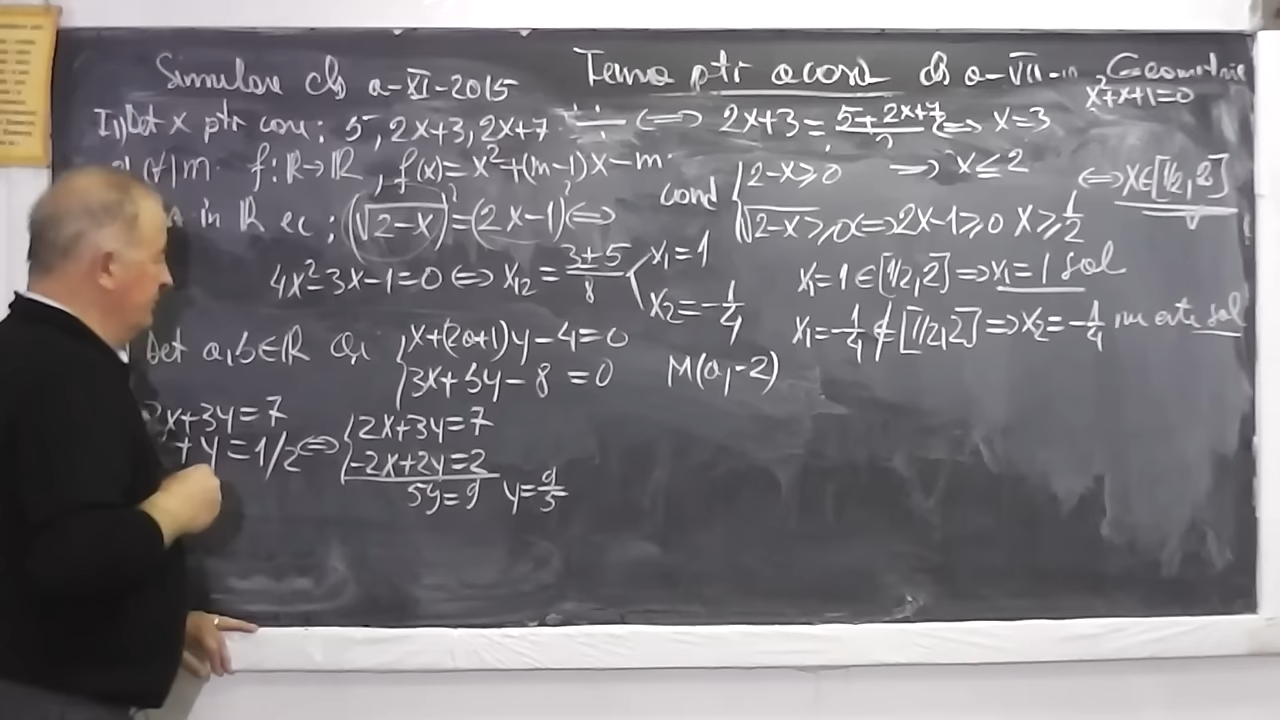 Simulare cls a-XI-2015
Tema ptr acasă cls a-VII-a Geometrie
x²+x+1=0
I,1) Det x ptr care: 5, 2x+3, 2x+7 ÷ ⟺ 2x+3 = (5+2x+7)/2 ⟺ x=3
f: ℝ→ℝ, f(x)=x²+(m-1)x-m.
in ℝ ec; (√2-x)²=(2x-1)² ⟺
cond { 2-x⩾0 ⟹ x≤2
√2-x ⩾0 ⟺ 2x-1⩾0 x⩾1/2
⟺ x∈[1/2, 2]
4x²-3x-1=0 ⟺ x₁₂ = (3±5)/8
x₁=1
x₂=-1/4
x₁=1∈[1/2,2] ⟹ x₁=1 sol
x₁=-1/4 ∉ [1/2,2] ⟹ x₂=-1/4 nu este sol
Det a,b∈ℝ
{ x+(2a+1)y-4=0
3x+5y-8=0
M(a,-2)
x+3y=7
+y=1/2 ⟺
{ 2x+3y=7
-2x+2y=2
5y=9 y=9/5